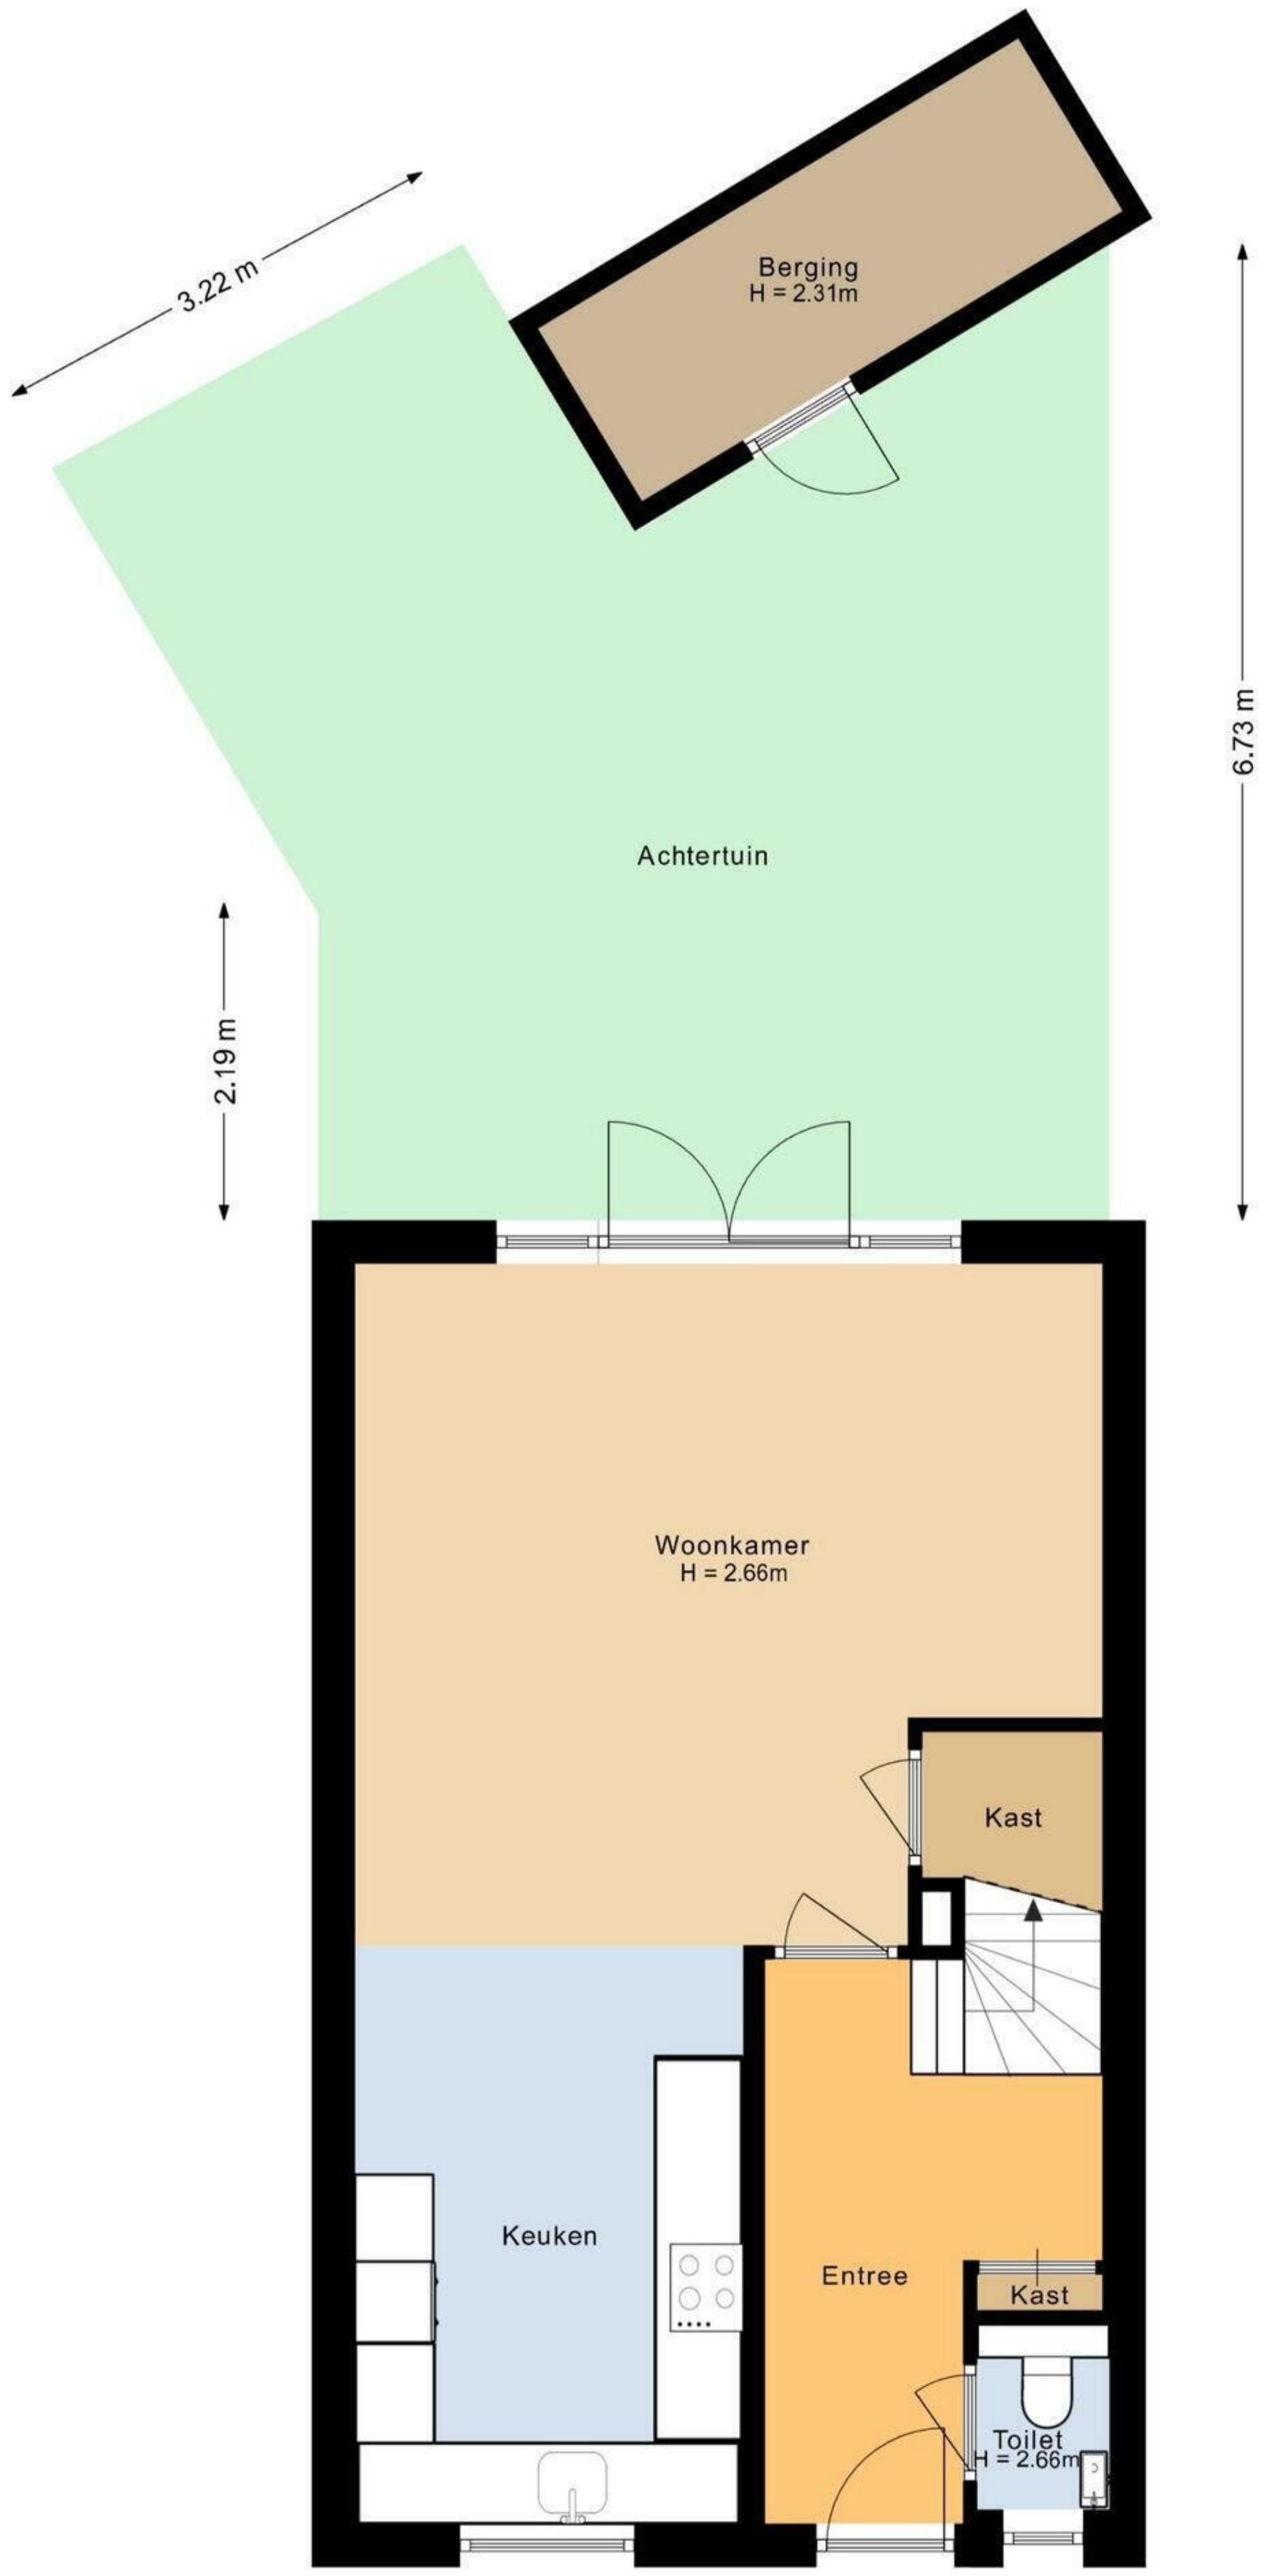 3.22 m
Berging
H = 2.31m
6.73 m
Achtertuin
2.19 m
Woonkamer
H = 2.66m
Kast
Keuken
Entree
Kast
Toilet
H = 2.66m